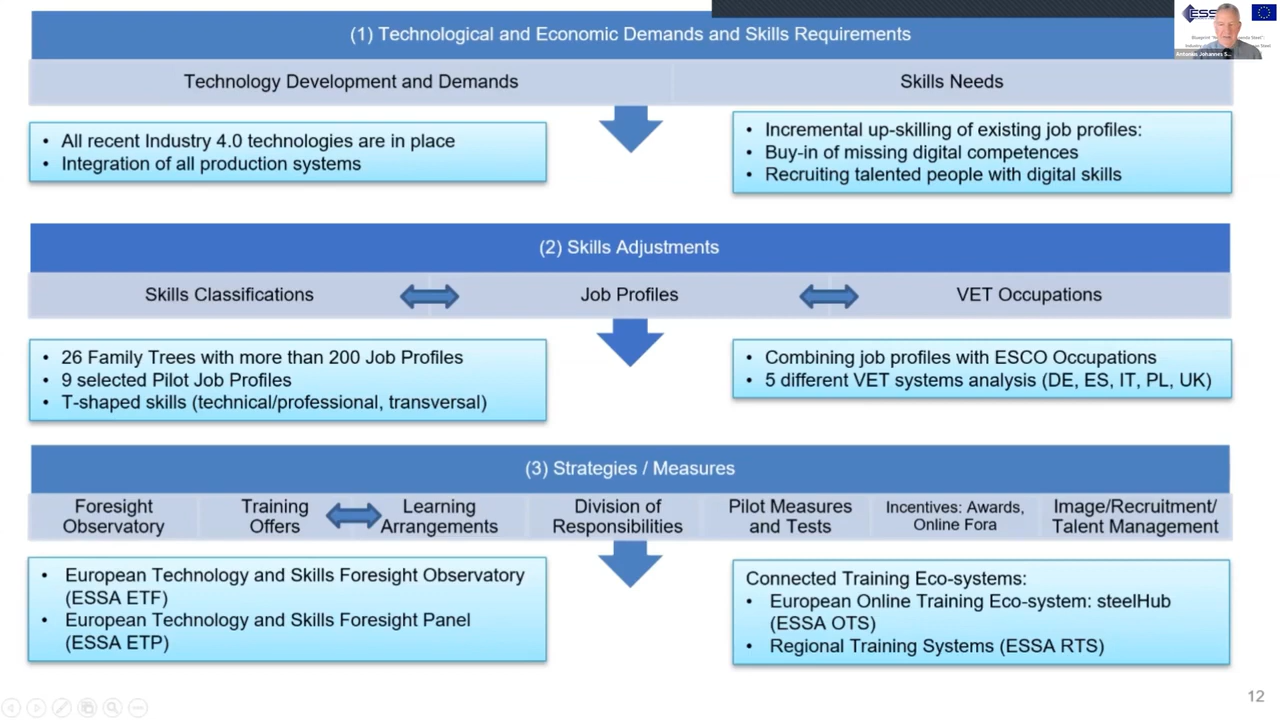 (1) Technological and Economic Demands and Skills Requirements
Technology Development and Demands
Skills Needs
• All recent Industry 4.0 technologies are in place
• Integration of all production systems
• Incremental up-skilling of existing job profiles:
• Buy-in of missing digital competences
• Recruiting talented people with digital skills
(2) Skills Adjustments
Skills Classifications
Job Profiles
VET Occupations
• 26 Family Trees with more than 200 Job Profiles
• 9 selected Pilot Job Profiles
• T-shaped skills (technical/professional, transversal)
• Combining job profiles with ESCO Occupations
• 5 different VET systems analysis (DE, ES, IT, PL, UK)
(3) Strategies / Measures
Foresight
Observatory
Training
Offers
Learning
Arrangements
Division of
Responsibilities
Pilot Measures
and Tests
Incentives: Awards,
Online Fora
Image/Recruitment/
Talent Management
• European Technology and Skills Foresight Observatory
(ESSA ETF)
• European Technology and Skills Foresight Panel
(ESSA ETP)
Connected Training Eco-systems:
• European Online Training Eco-system: steelHub
(ESSA OTS)
• Regional Training Systems (ESSA RTS)
12
ESS
Antonius Johannes S...